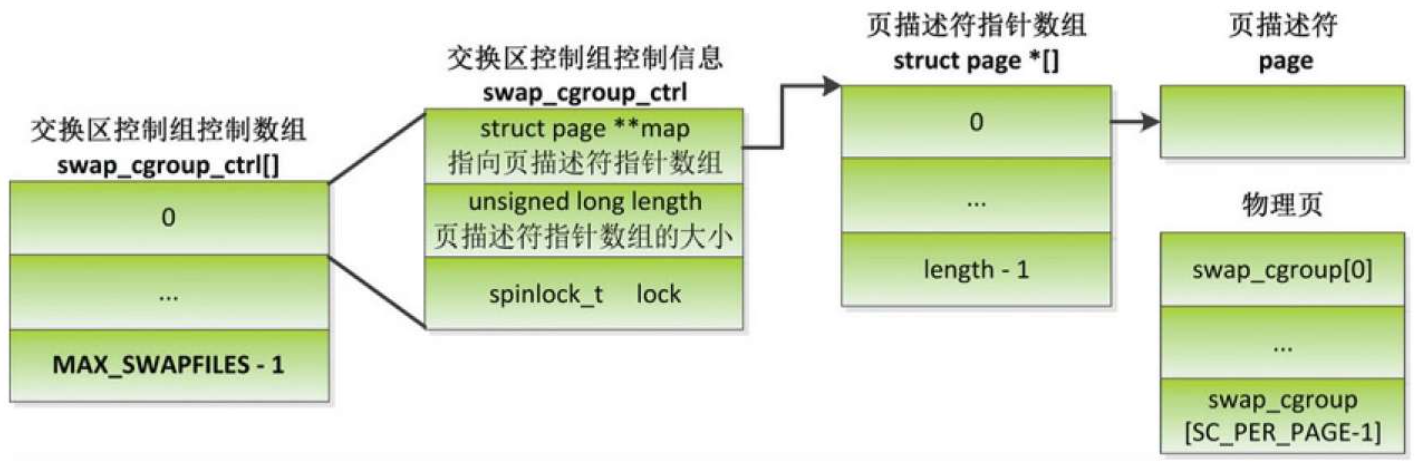 交换区控制组控制数组
swap_cgroup_ctrl[]
0
...
MAX_SWAPFILES - 1
交换区控制组控制信息
swap_cgroup_ctrl
struct page **map
指向页描述符指针数组
unsigned long length
页描述符指针数组的大小
spinlock_t lock
页描述符指针数组
struct page *[]
0
...
length - 1
页描述符
page
物理页
swap_cgroup[0]
...
swap_cgroup
[SC_PER_PAGE-1]